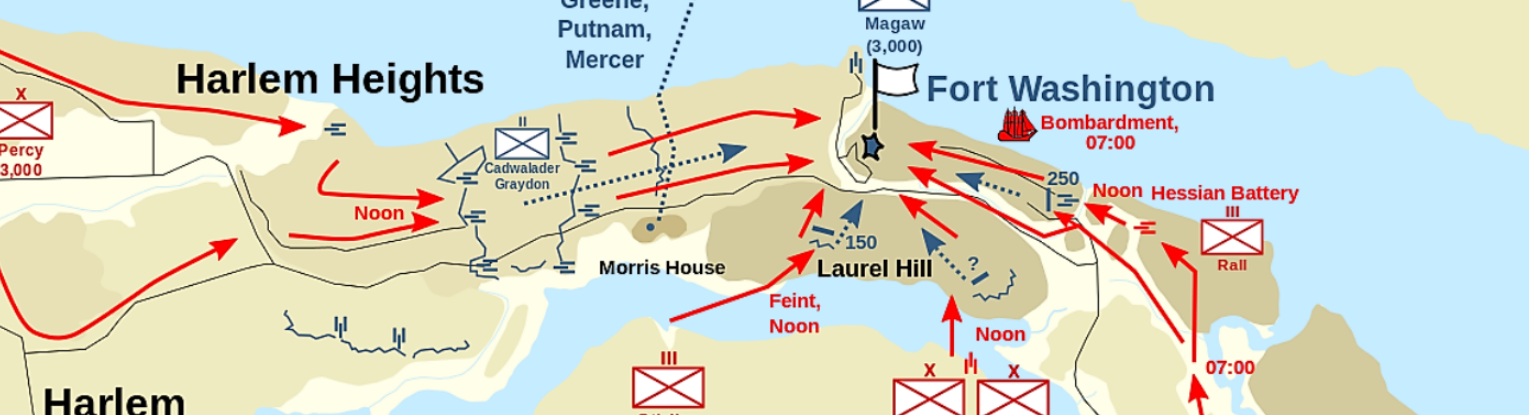 Greene,
Putnam,
Mercer
Magaw
(3,000)
Harlem Heights
Fort Washington
X
Percy
3,000
II
Cadwalader
Graydon
Bombardment,
07:00
250
Noon
Hessian Battery
III
Rall
Noon
150
Morris House
Laurel Hill
?
Feint,
Noon
Noon
III
X
X
07:00
Harlem